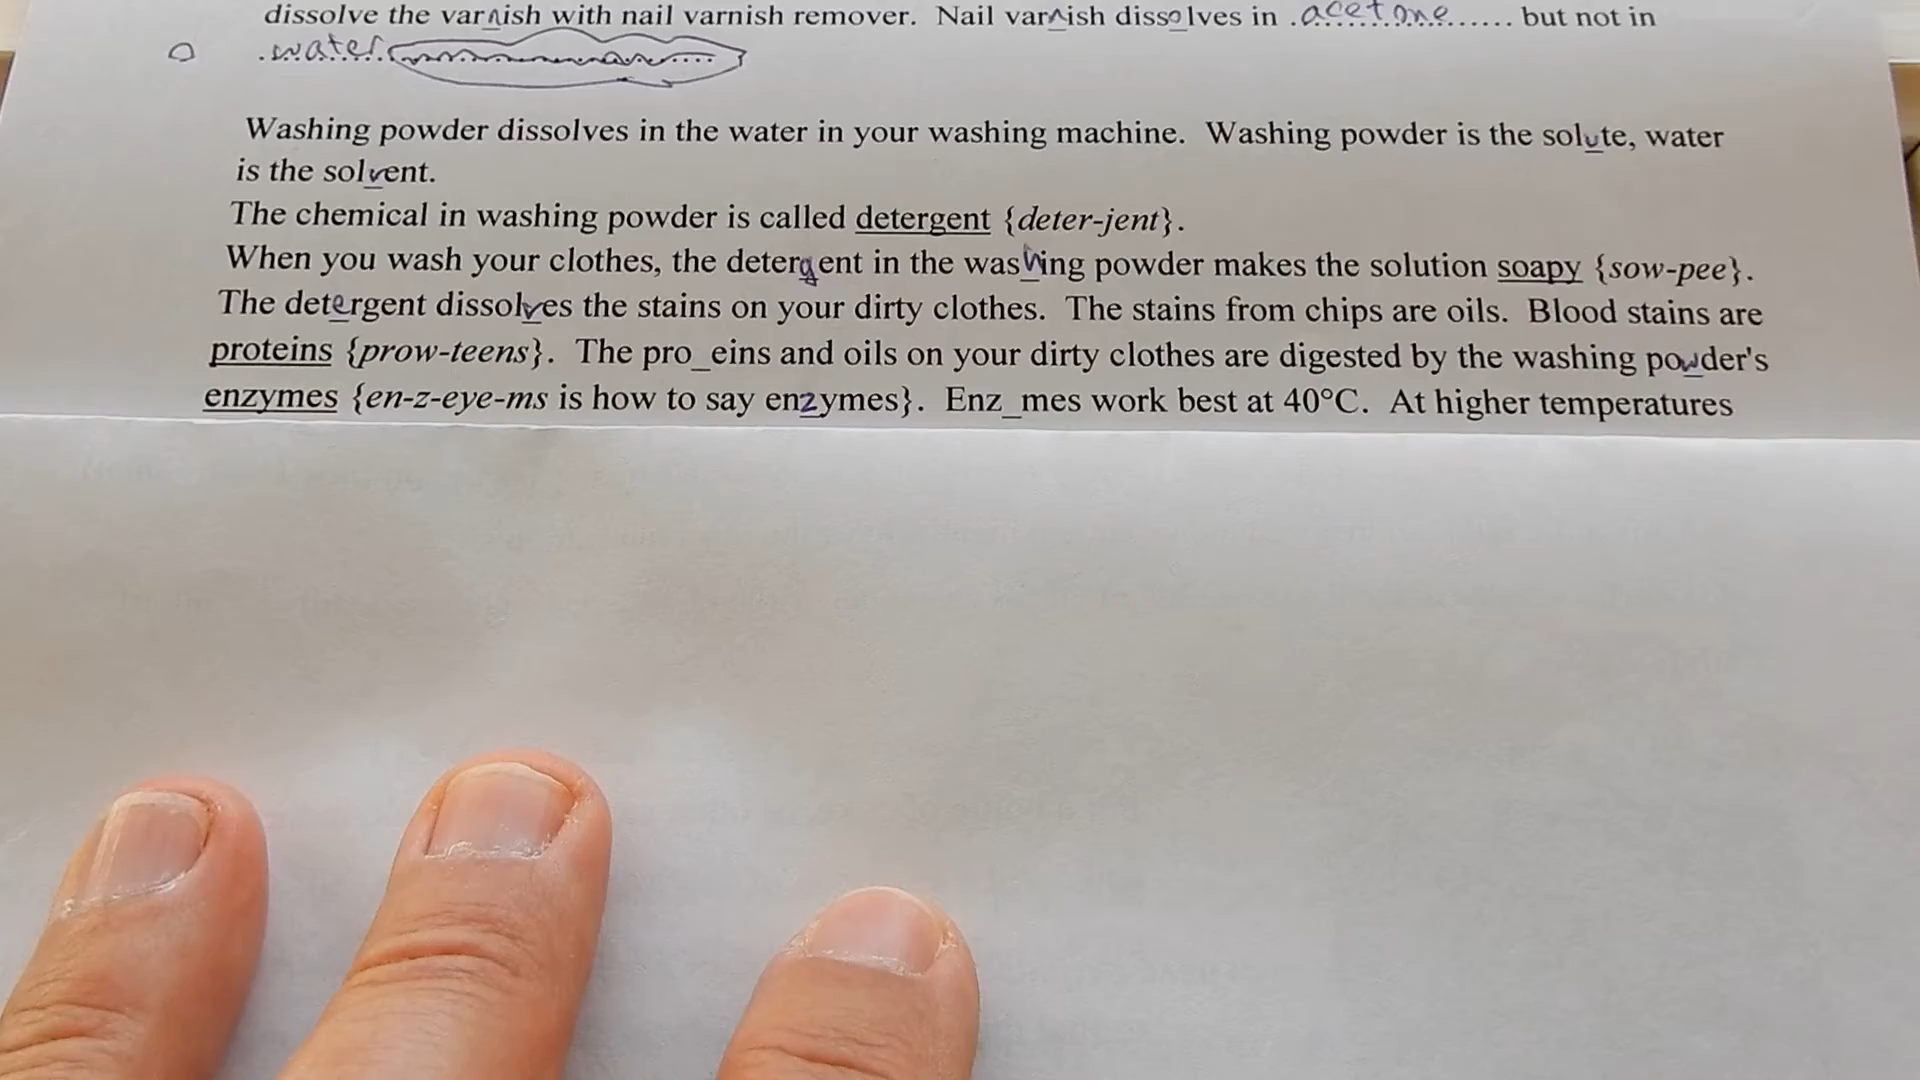 dissolve the varnish with nail varnish remover. Nail varnish dissolves in .acetone...... but not in
.water.
Washing powder dissolves in the water in your washing machine. Washing powder is the solute, water
is the solvent.
The chemical in washing powder is called detergent {deter-jent}.
When you wash your clothes, the detergent in the washing powder makes the solution soapy {sow-pee}.
The detergent dissolves the stains on your dirty clothes. The stains from chips are oils. Blood stains are
proteins {prow-teens}. The pro_eins and oils on your dirty clothes are digested by the washing powder's
enzymes {en-z-eye-ms is how to say enzymes}. Enz_mes work best at 40°C. At higher temperatures